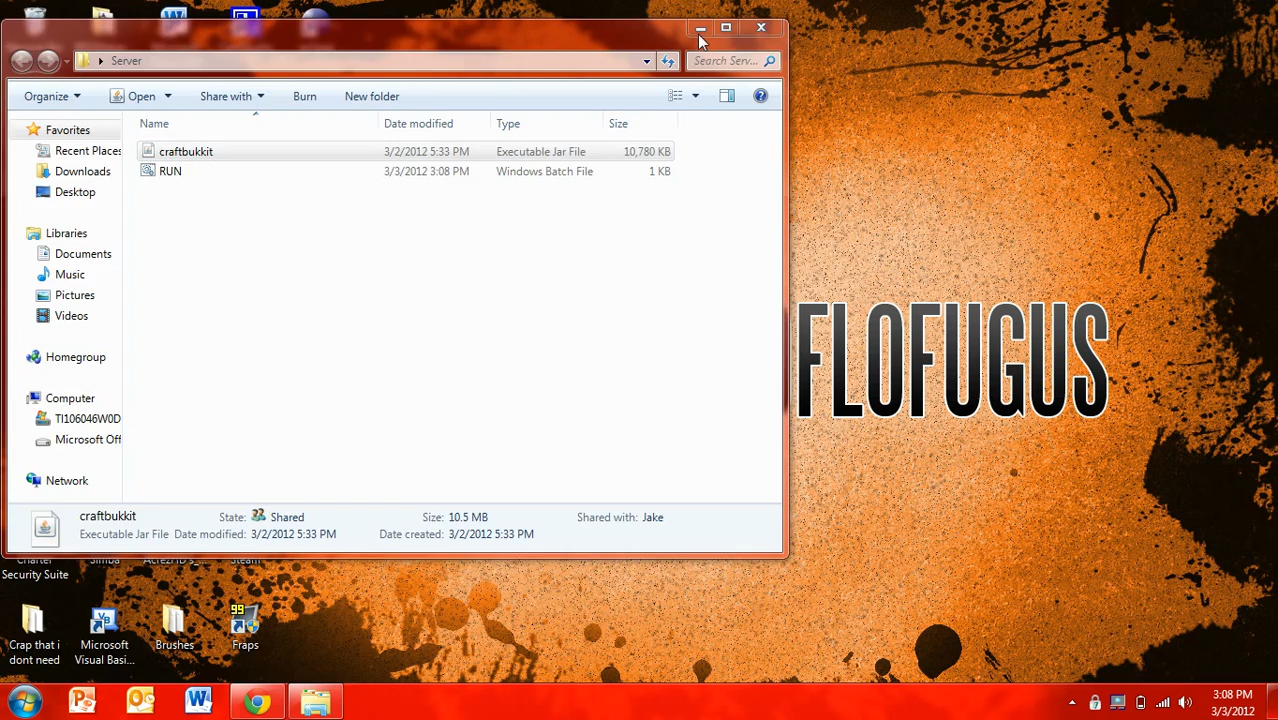 Server
Search Serv...
Organize Open Share with Burn New folder
Name Date modified Type Size
Favorites
Recent Places
Downloads
Desktop
Libraries
Documents
Music
Pictures
Videos
Homegroup
Computer
TI106046W0D
Microsoft Off
Network
craftbukkit 3/2/2012 5:33 PM Executable Jar File 10,780 KB
RUN 3/3/2012 3:08 PM Windows Batch File 1 KB
craftbukkit State: Shared Size: 10.5 MB Shared with: Jake
Executable Jar File Date modified: 3/2/2012 5:33 PM Date created: 3/2/2012 5:33 PM
FLOFUGUS
Security Suite
99
Crap that i
dont need
Microsoft
Visual Basi...
Brushes
Fraps
3:08 PM
3/3/2012